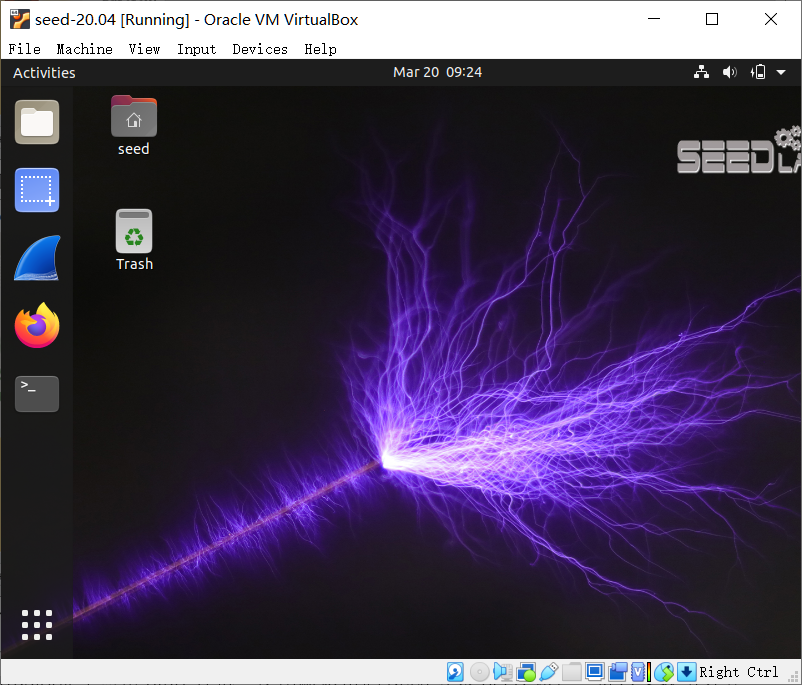 seed-20.04 [Running] - Oracle VM VirtualBox
File Machine View Input Devices Help
Activities
Mar 20 09:24
seed
SEED LA
Trash
>_
Right Ctrl